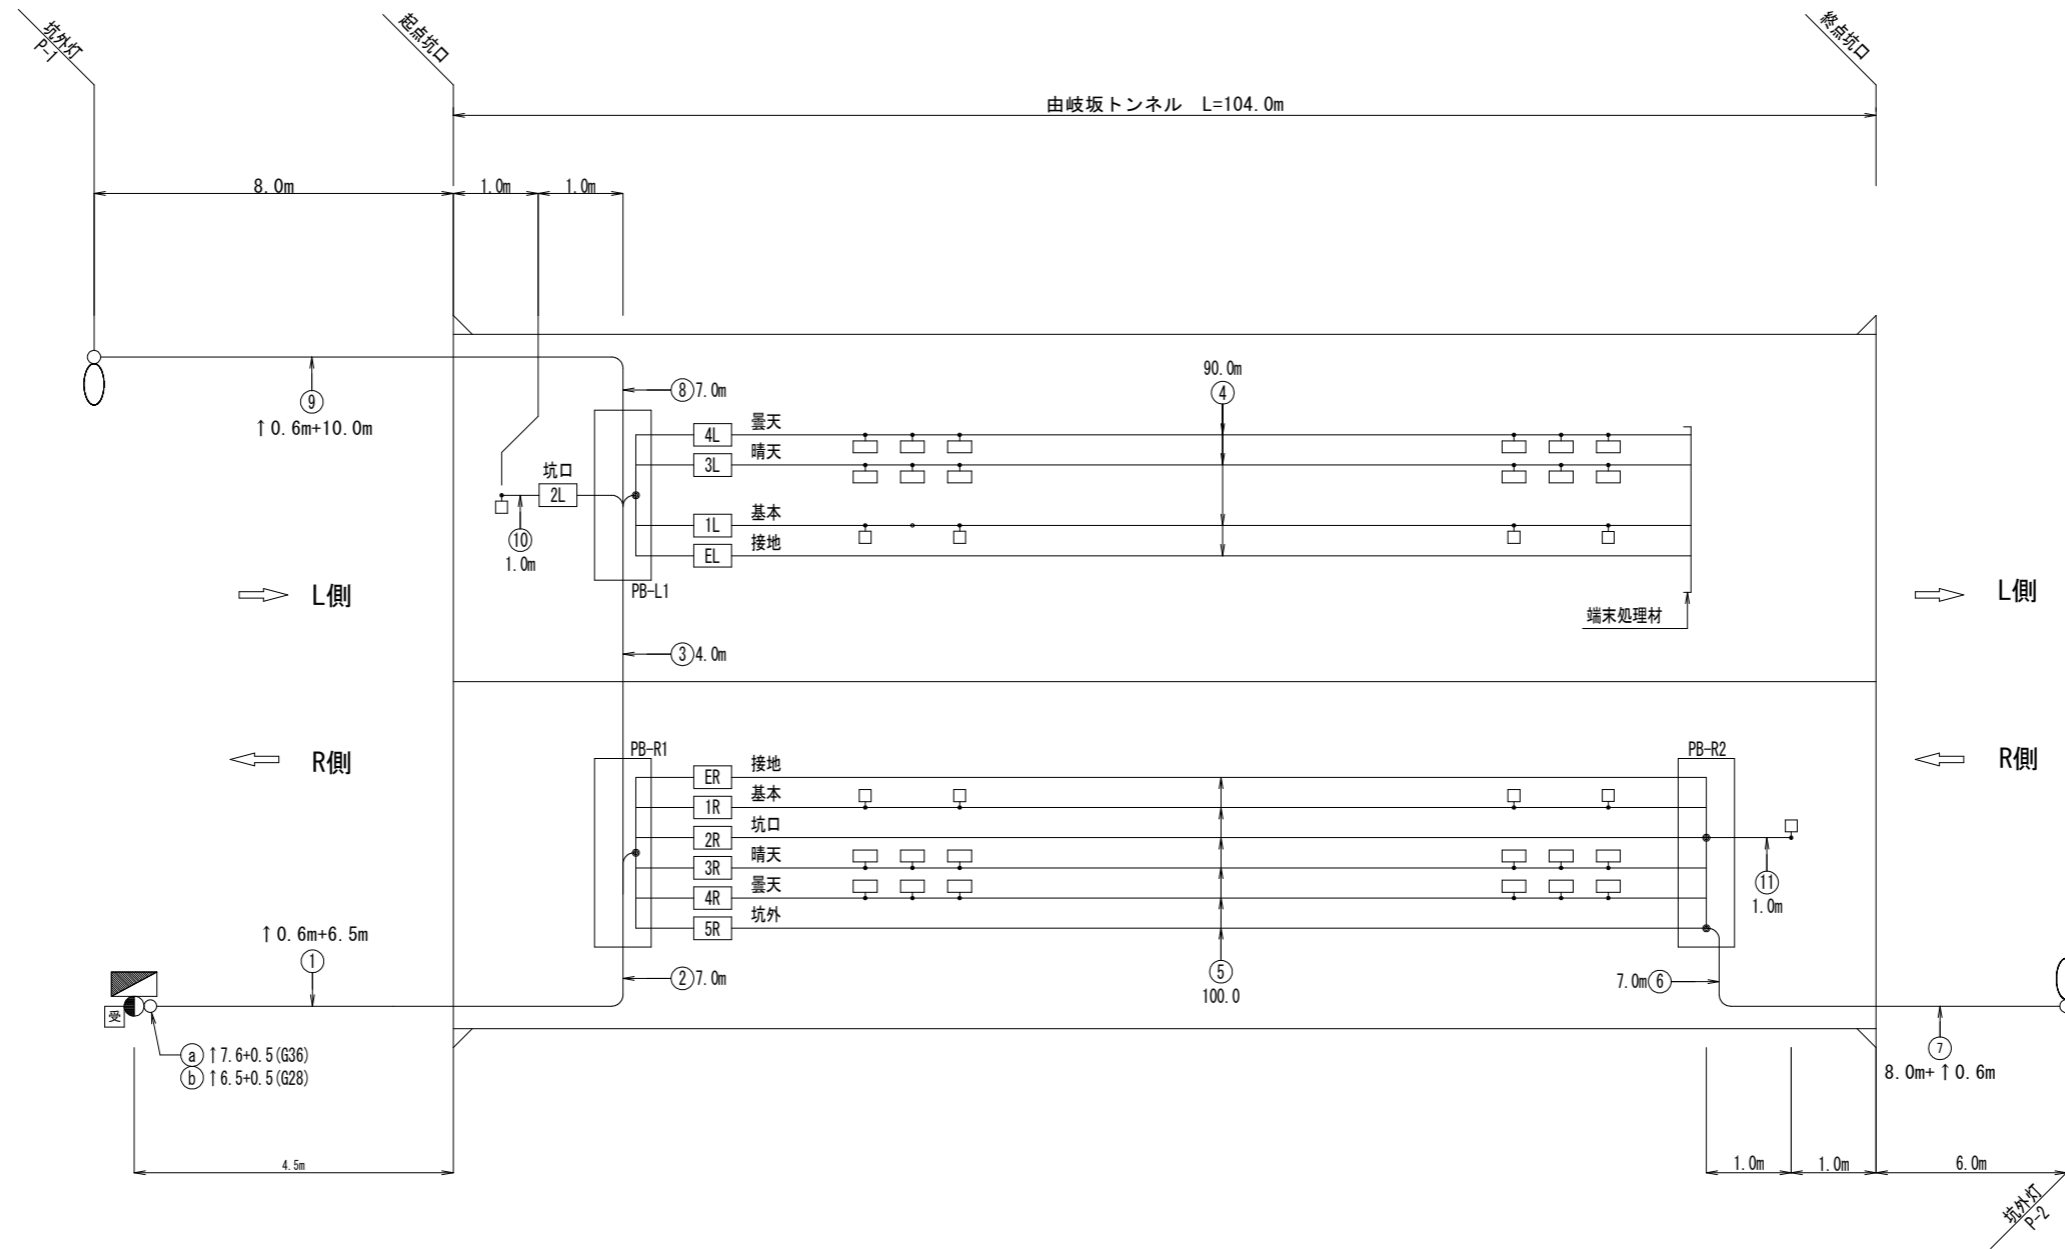 坑外灯
P-1
起点坑口
終点坑口
由岐坂トンネル L=104.0m
8.0m
1.0m
1.0m
⑨
↑0.6m+10.0m
⑧7.0m
90.0m
④
4L 曇天
3L 晴天
坑口
2L
⑩
1.0m
1L 基本
EL 接地
PB-L1
端末処理材
L側
L側
③4.0m
R側
R側
PB-R1
PB-R2
ER 接地
1R 基本
2R 坑口
3R 晴天
4R 曇天
5R 坑外
⑪
1.0m
↑0.6m+6.5m
①
②7.0m
⑤
100.0
7.0m⑥
受
ⓐ↑7.6+0.5(G36)
ⓑ↑6.5+0.5(G28)
⑦
8.0m+↑0.6m
4.5m
1.0m
1.0m
6.0m
坑外灯
P-2